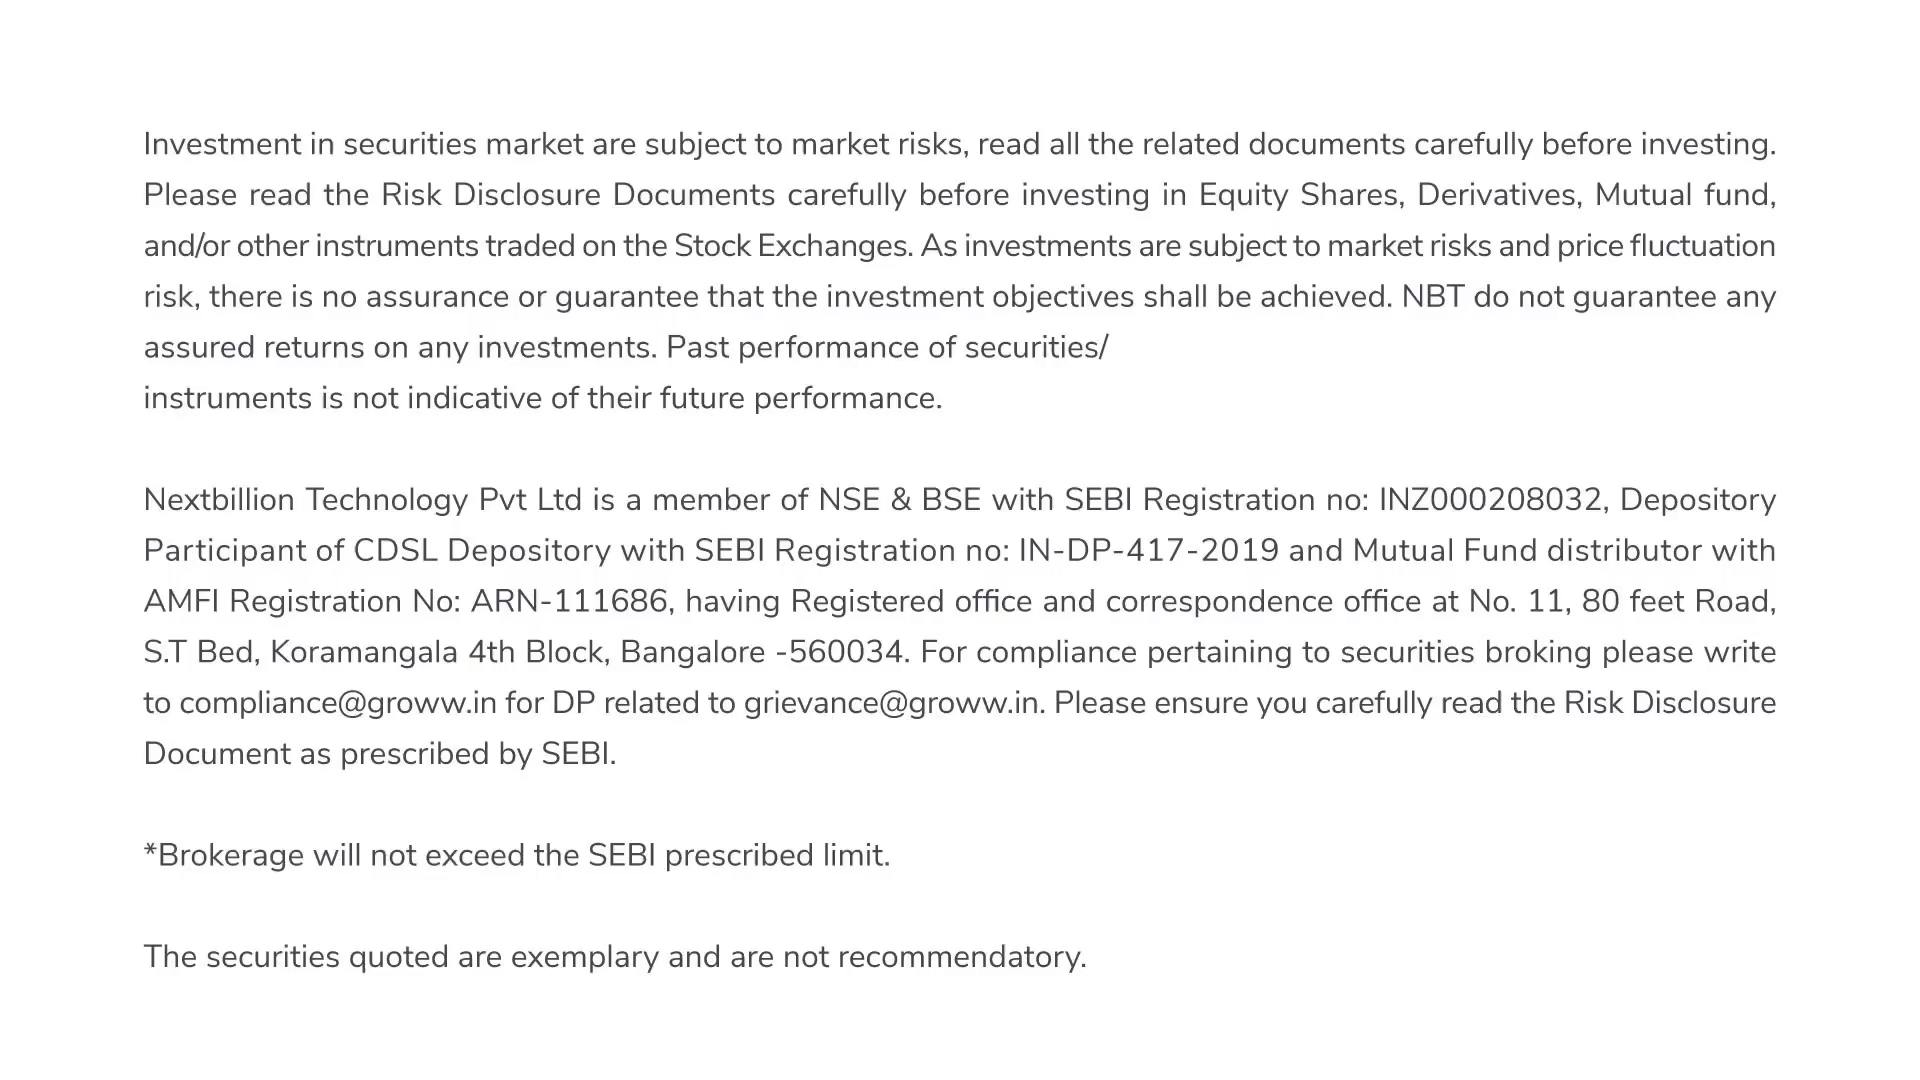 Investment in securities market are subject to market risks, read all the related documents carefully before investing.
Please read the Risk Disclosure Documents carefully before investing in Equity Shares, Derivatives, Mutual fund,
and/or other instruments traded on the Stock Exchanges. As investments are subject to market risks and price fluctuation
risk, there is no assurance or guarantee that the investment objectives shall be achieved. NBT do not guarantee any
assured returns on any investments. Past performance of securities/
instruments is not indicative of their future performance.
Nextbillion Technology Pvt Ltd is a member of NSE & BSE with SEBI Registration no: INZ000208032, Depository
Participant of CDSL Depository with SEBI Registration no: IN-DP-417-2019 and Mutual Fund distributor with
AMFI Registration No: ARN-111686, having Registered office and correspondence office at No. 11, 80 feet Road,
S.T Bed, Koramangala 4th Block, Bangalore -560034. For compliance pertaining to securities broking please write
to compliance@groww.in for DP related to grievance@groww.in. Please ensure you carefully read the Risk Disclosure
Document as prescribed by SEBI.
*Brokerage will not exceed the SEBI prescribed limit.
The securities quoted are exemplary and are not recommendatory.